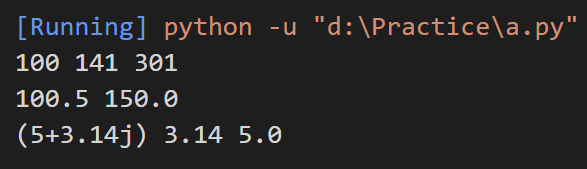 [Running] python -u "d:\Practice\a.py"
100 141 301
100.5 150.0
(5+3.14j) 3.14 5.0